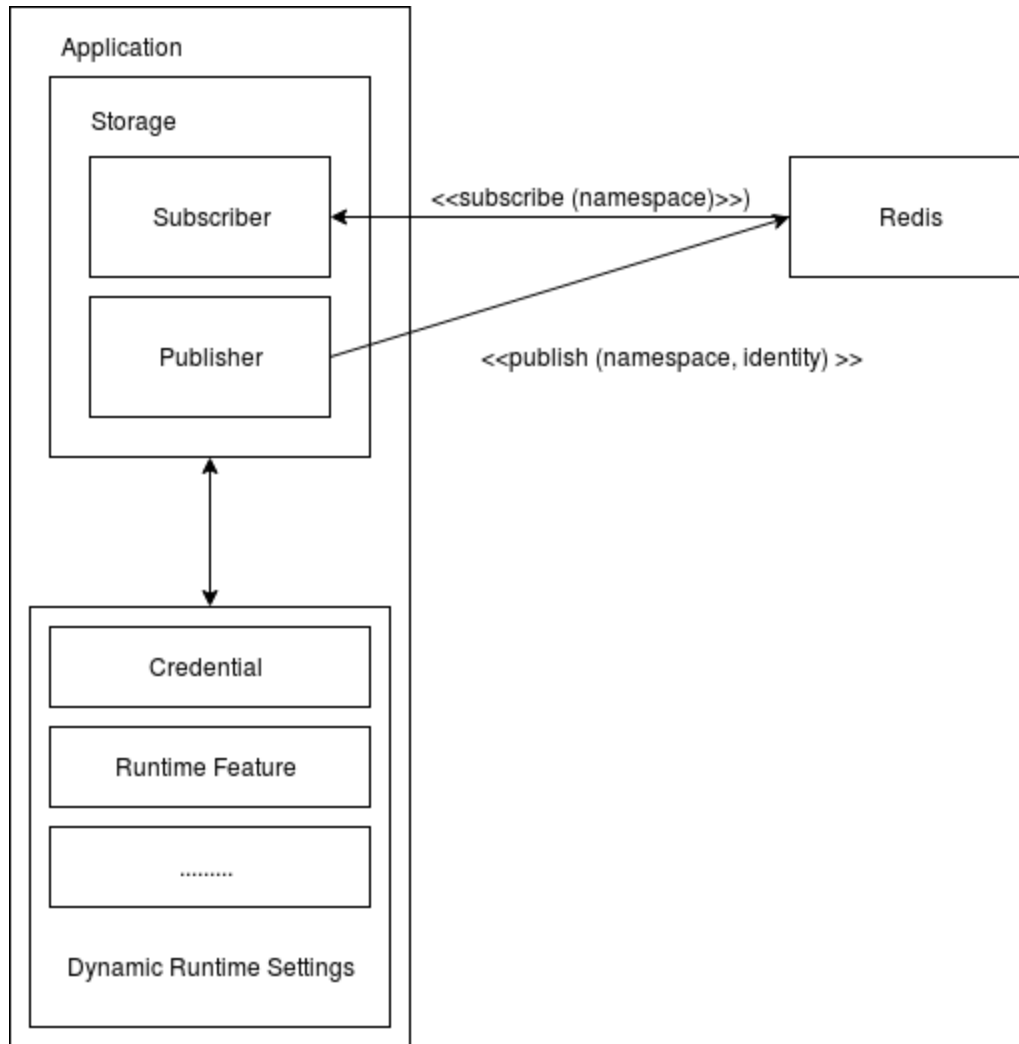 Application
Storage
Subscriber
<<subscribe (namespace)>>)
Redis
Publisher
<<publish (namespace, identity) >>
Credential
Runtime Feature
.........
Dynamic Runtime Settings